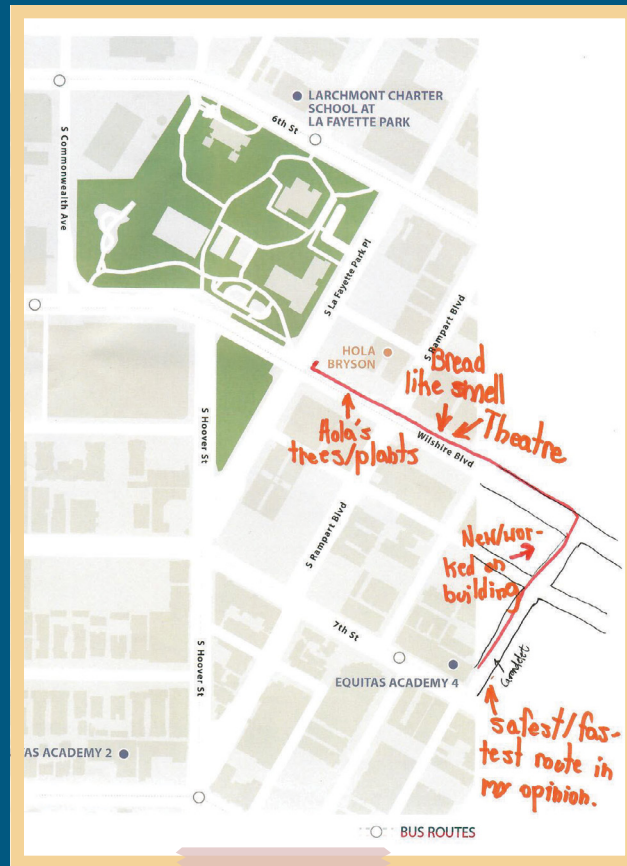 LARCHMONT CHARTER
SCHOOL AT
LA FAYETTE PARK
6th St
S Commonwealth Ave
S La Fayette Park Pl
HOLA
BRYSON
S Rampart Blvd
Bread
like smell
Theatre
Hola's
trees/plants
Wilshire Blvd
S Hoover St
S Rampart Blvd
New/wor-
ked on
building
7th St
Carondelet
EQUITAS ACADEMY 4
S Hoover St
safest/fas-
test route in
my opinion.
TAS ACADEMY 2
BUS ROUTES